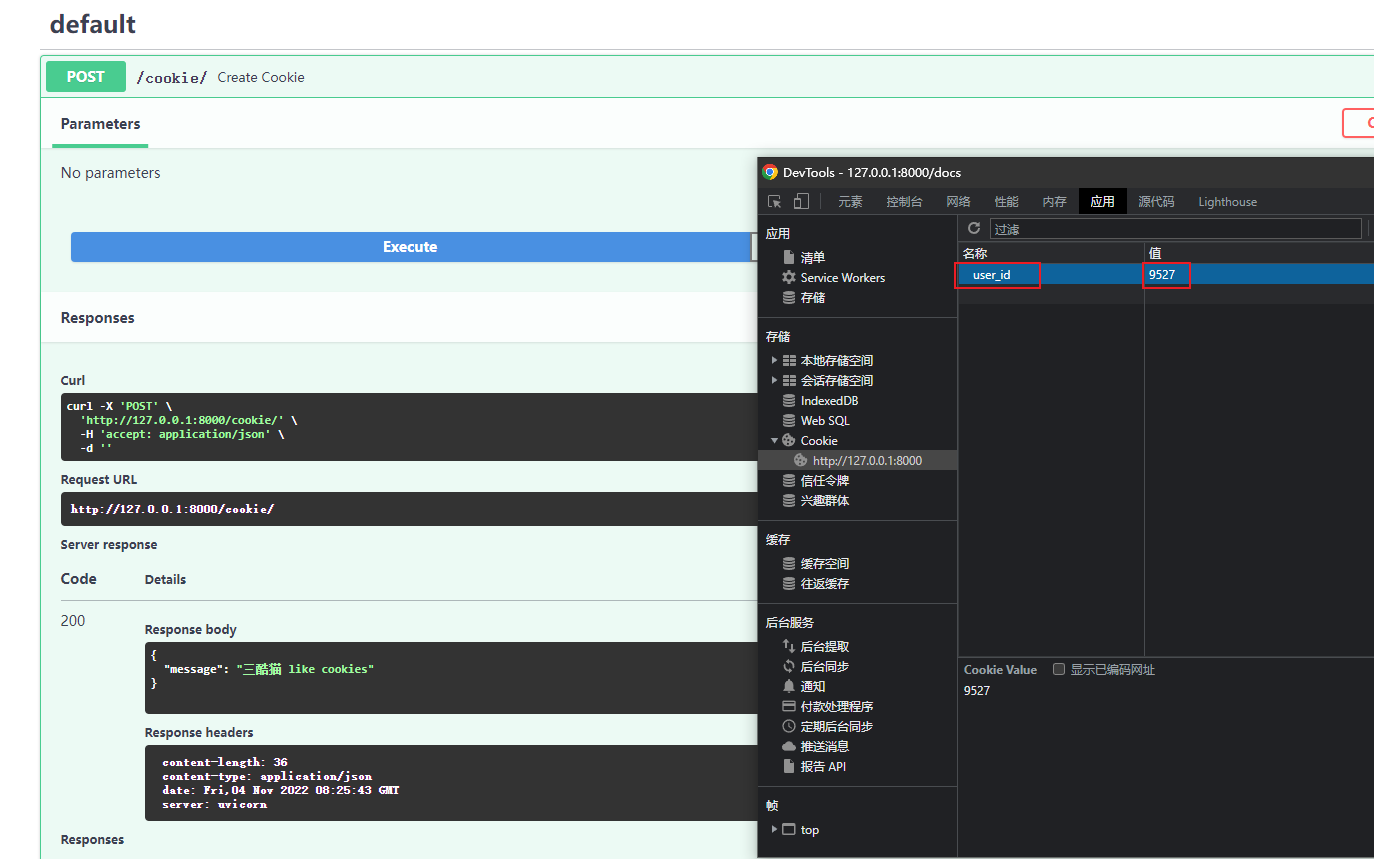 default
POST /cookie/ Create Cookie
Parameters
No parameters
Execute
Responses
Curl
curl -X 'POST' \
'http://127.0.0.1:8000/cookie/' \
-H 'accept: application/json' \
-d ''
Request URL
http://127.0.0.1:8000/cookie/
Server response
Code Details
200
Response body
{
"message": "三酷猫 like cookies"
}
Response headers
content-length: 36
content-type: application/json
date: Fri,04 Nov 2022 08:25:43 GMT
server: uvicorn
Responses
DevTools - 127.0.0.1:8000/docs
元素 控制台 网络 性能 内存 应用 源代码 Lighthouse
应用
清单
Service Workers
存储
存储
本地存储空间
会话存储空间
IndexedDB
Web SQL
Cookie
http://127.0.0.1:8000
信任令牌
兴趣群体
缓存
缓存空间
往返缓存
后台服务
后台提取
后台同步
通知
付款处理程序
定期后台同步
推送消息
报告 API
帧
top
过滤
名称 值
user_id 9527
Cookie Value 显示已编码网址
9527